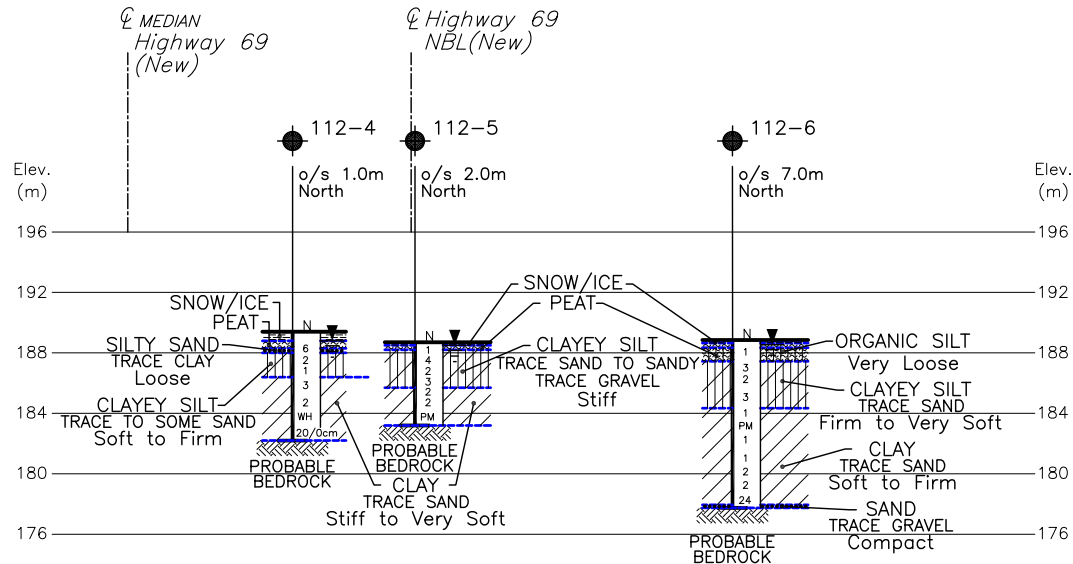 ℄ MEDIAN
Highway 69
(New)
℄ Highway 69
NBL(New)
112-4
112-5
112-6
o/s 1.0m
North
o/s 2.0m
North
o/s 7.0m
North
Elev.
(m)
Elev.
(m)
196
196
192
192
188
188
184
184
180
180
176
176
SNOW/ICE
PEAT
SILTY SAND
TRACE CLAY
Loose
CLAYEY SILT
TRACE TO SOME SAND
Soft to Firm
N
6
2
2
1
3
2
WH
20/0cm
PROBABLE
BEDROCK
SNOW/ICE
PEAT
N
1
4
2
2
3
2
2
PM
CLAYEY SILT
TRACE SAND TO SANDY
TRACE GRAVEL
Stiff
PROBABLE
BEDROCK
CLAY
TRACE SAND
Stiff to Very Soft
N
1
3
2
3
1
PM
1
1
2
2
24
ORGANIC SILT
Very Loose
CLAYEY SILT
TRACE SAND
Firm to Very Soft
CLAY
TRACE SAND
Soft to Firm
SAND
TRACE GRAVEL
Compact
PROBABLE
BEDROCK